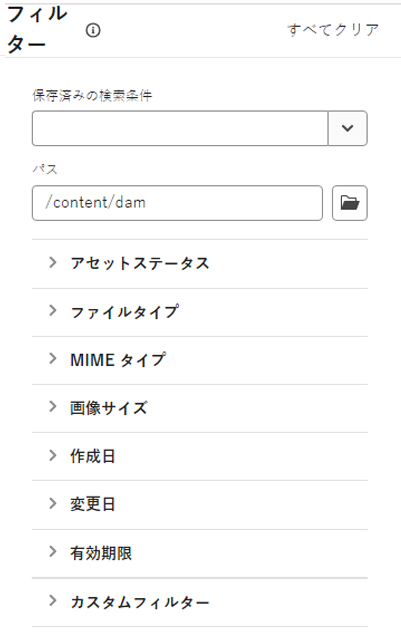 フィル
ター
すべてクリア
保存済みの検索条件
パス
/content/dam
アセットステータス
ファイルタイプ
MIME タイプ
画像サイズ
作成日
変更日
有効期限
カスタムフィルター